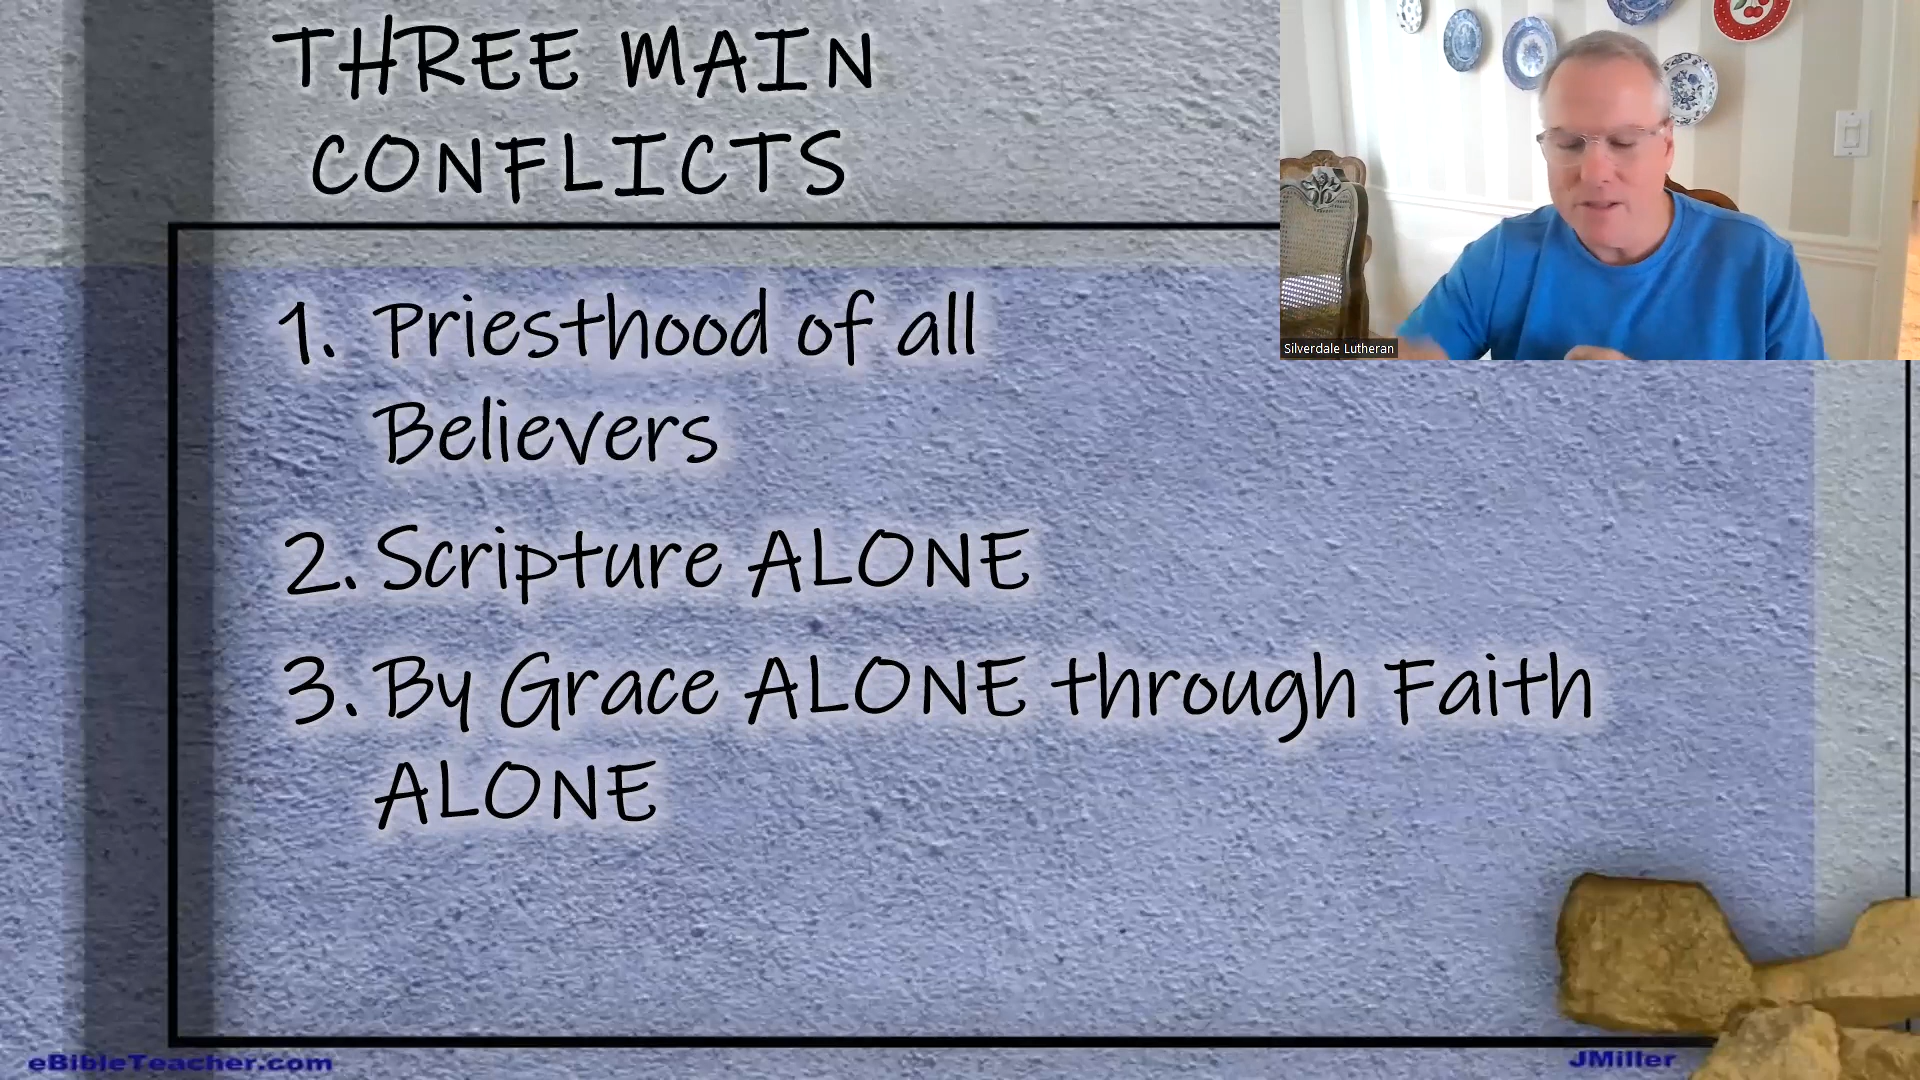 THREE MAIN
CONFLICTS
1. Priesthood of all
Believers
2. Scripture ALONE
3. By Grace ALONE through Faith
ALONE
Silverdale Lutheran
eBibleTeacher.com
JMiller